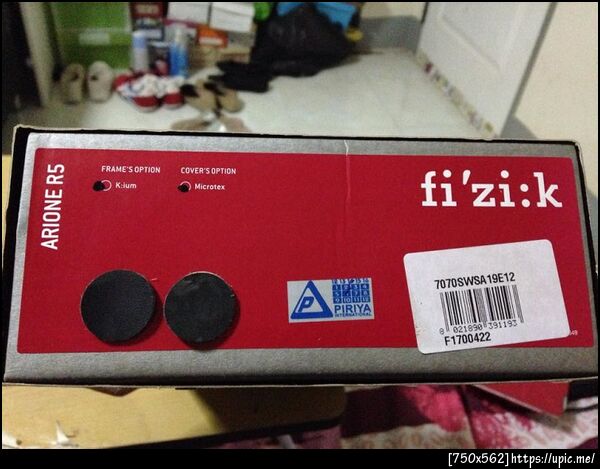 ARIONE R5
FRAME'S OPTION
K:ium
COVER'S OPTION
Microtex
fi'zi:k
PIRIYA
INTERNATIONAL
7070SWSA19E12
8 021890 391193
F1700422
[750x562]https://upic.me/